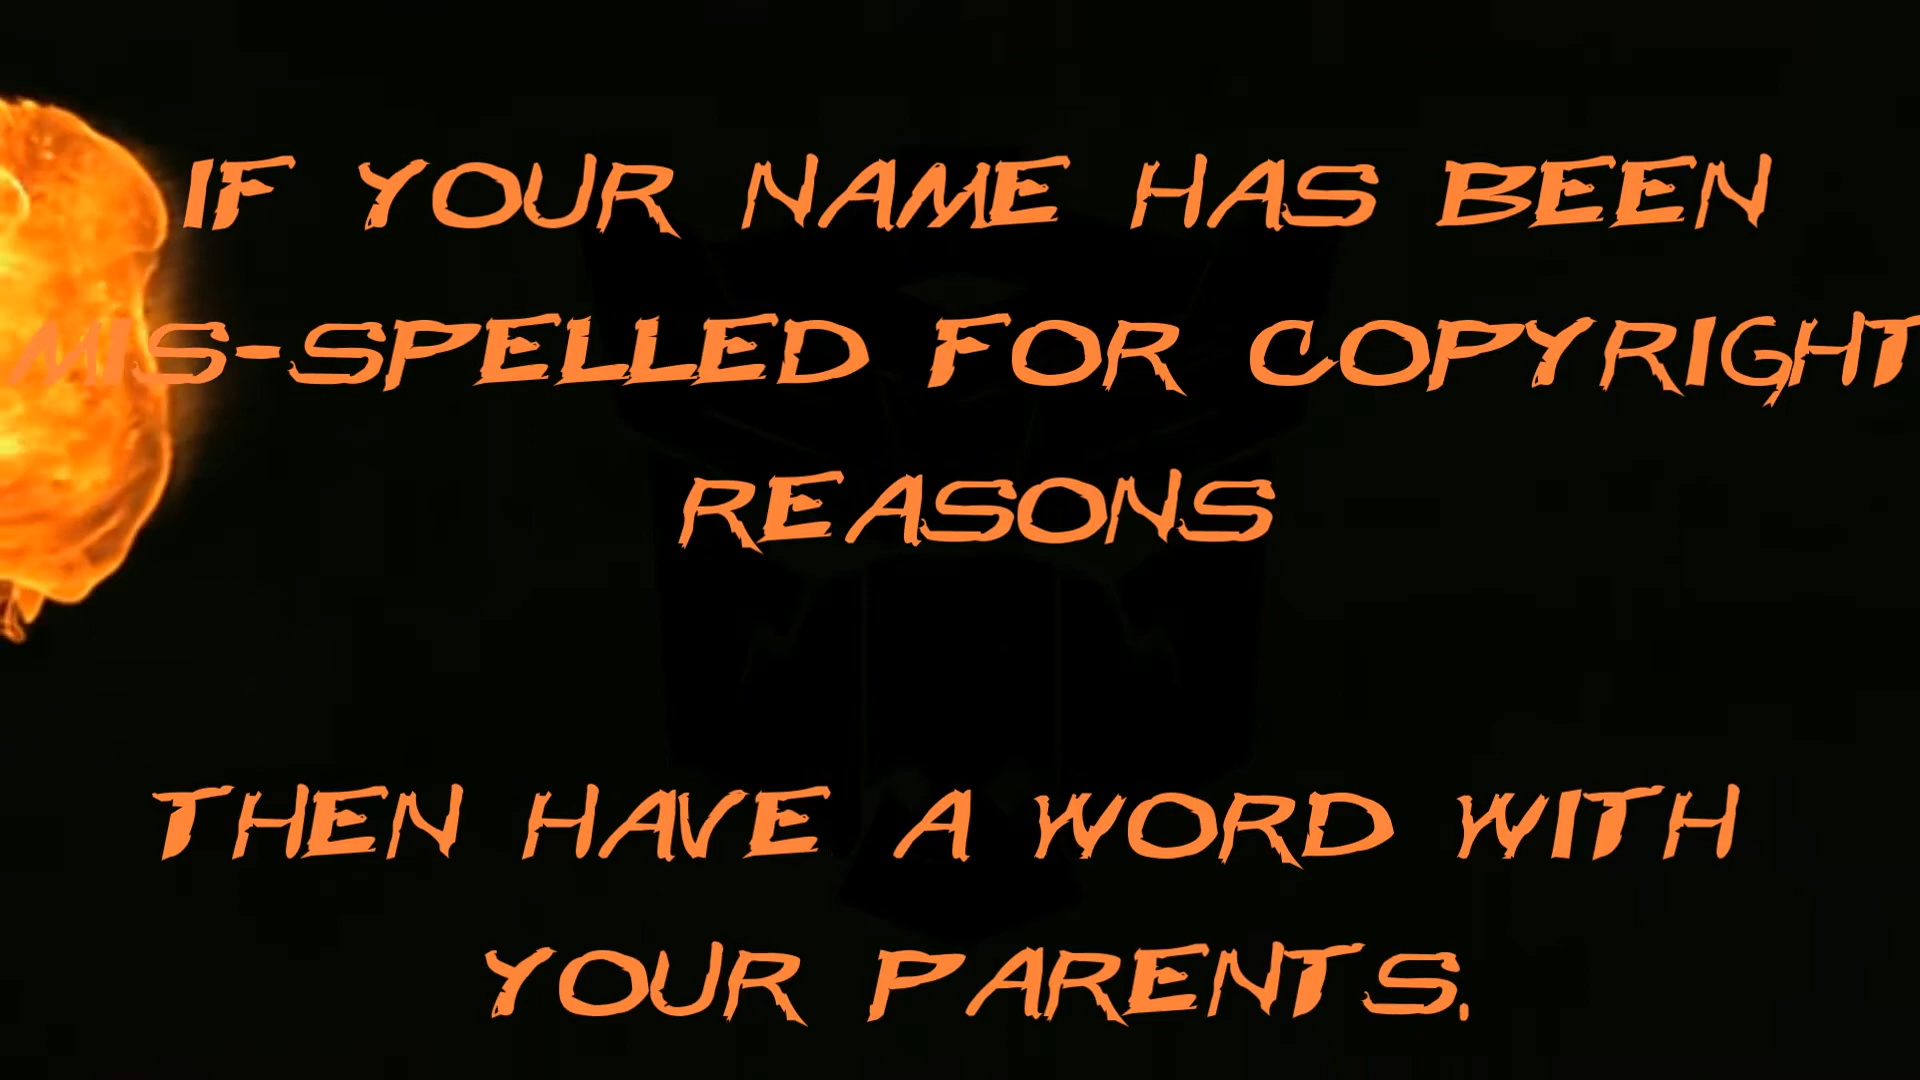 IF YOUR NAME HAS BEEN
MIS-SPELLED FOR COPYRIGHT
REASONS
THEN HAVE A WORD WITH
YOUR PARENTS.